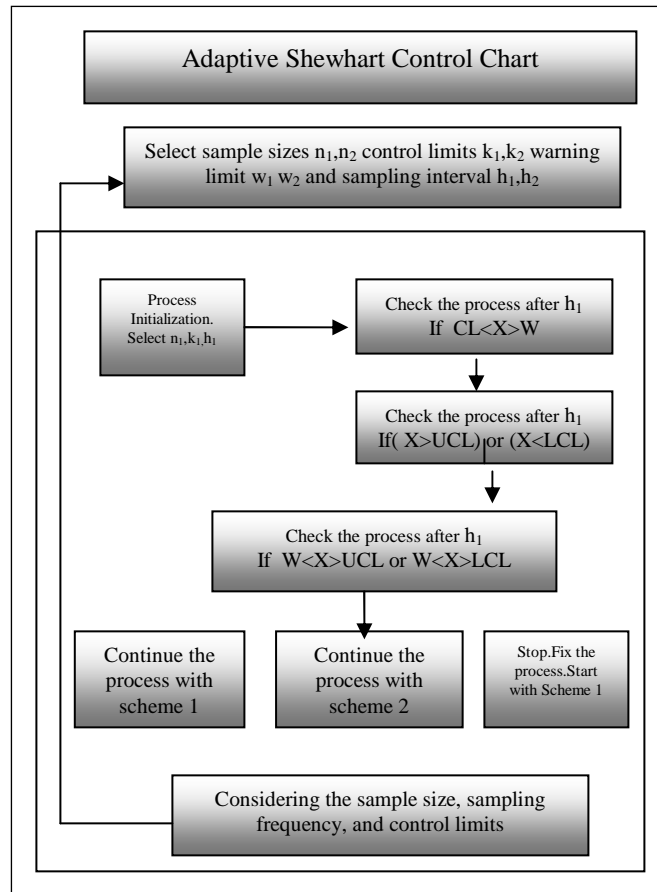 Adaptive Shewhart Control Chart
Select sample sizes n₁,n₂ control limits k₁,k₂ warning
limit w₁ w₂ and sampling interval h₁,h₂
Process
Initialization.
Select n₁,k₁,h₁
Check the process after h₁
If CL<X>W
Check the process after h₁
If( X>UCL) or (X<LCL)
Check the process after h₁
If W<X>UCL or W<X>LCL
Continue the
process with
scheme 1
Continue the
process with
scheme 2
Stop.Fix the
process.Start
with Scheme 1
Considering the sample size, sampling
frequency, and control limits